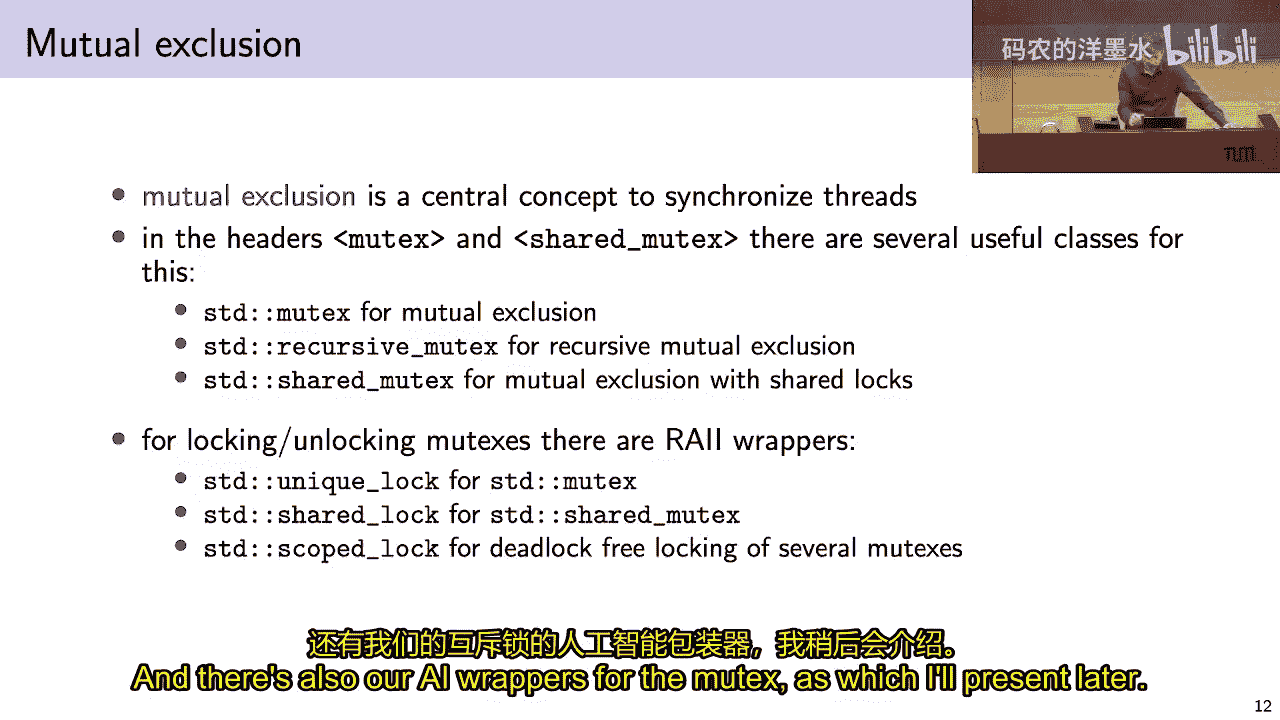 Mutual exclusion
码农的洋墨水 bilibili
TUM
• mutual exclusion is a central concept to synchronize threads
• in the headers <mutex> and <shared_mutex> there are several useful classes for
this:
• std::mutex for mutual exclusion
• std::recursive_mutex for recursive mutual exclusion
• std::shared_mutex for mutual exclusion with shared locks
• for locking/unlocking mutexes there are RAII wrappers:
• std::unique_lock for std::mutex
• std::shared_lock for std::shared_mutex
• std::scoped_lock for deadlock free locking of several mutexes
还有我们的互斥锁的人工智能包装器，我稍后会介绍。
And there's also our AI wrappers for the mutex, as which I'll present later.
12